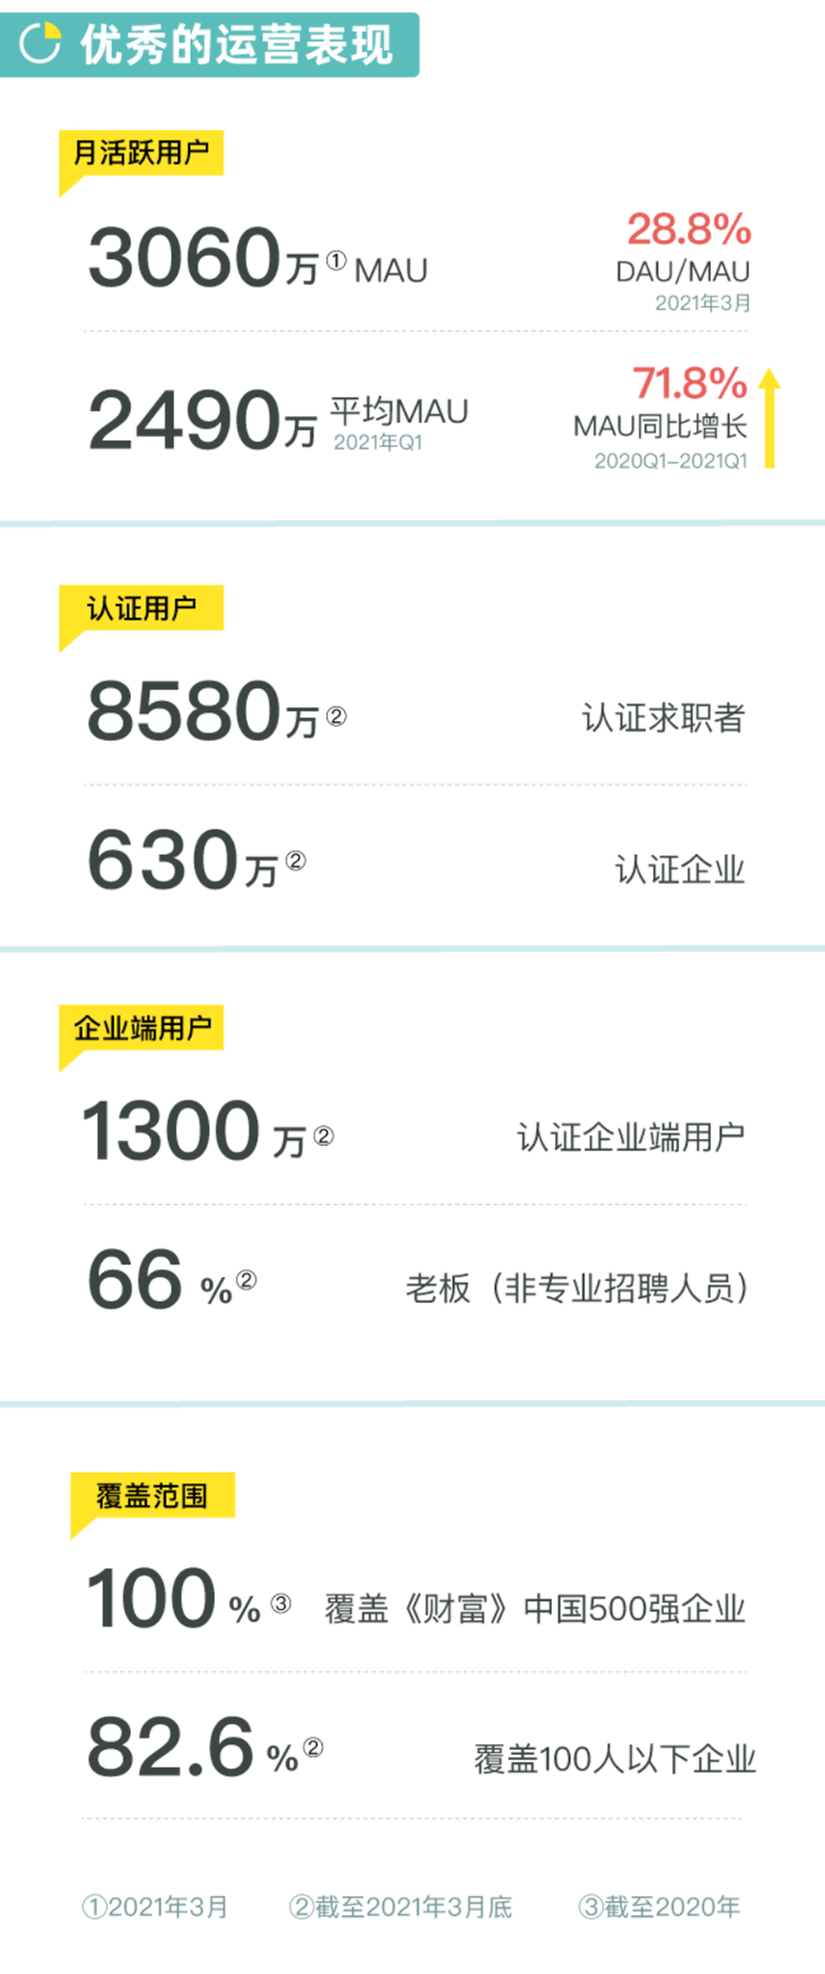 优秀的运营表现
月活跃用户
3060万① MAU
28.8%
DAU/MAU
2021年3月
2490万 平均MAU
2021年Q1
71.8%
MAU同比增长
2020Q1-2021Q1
认证用户
8580万② 认证求职者
630万② 认证企业
企业端用户
1300万② 认证企业端用户
66%② 老板（非专业招聘人员）
覆盖范围
100%③ 覆盖《财富》中国500强企业
82.6%② 覆盖100人以下企业
①2021年3月 ②截至2021年3月底 ③截至2020年